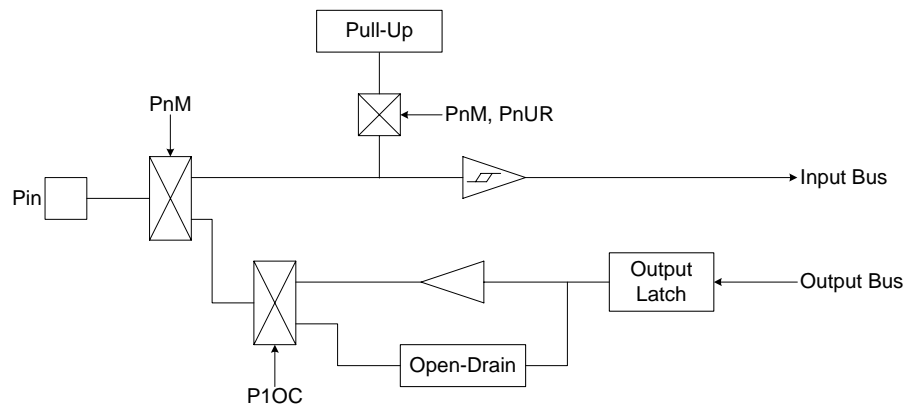 Pull-Up
PnM
PnM, PnUR
Pin
Input Bus
Output
Latch
Output Bus
Open-Drain
P1OC